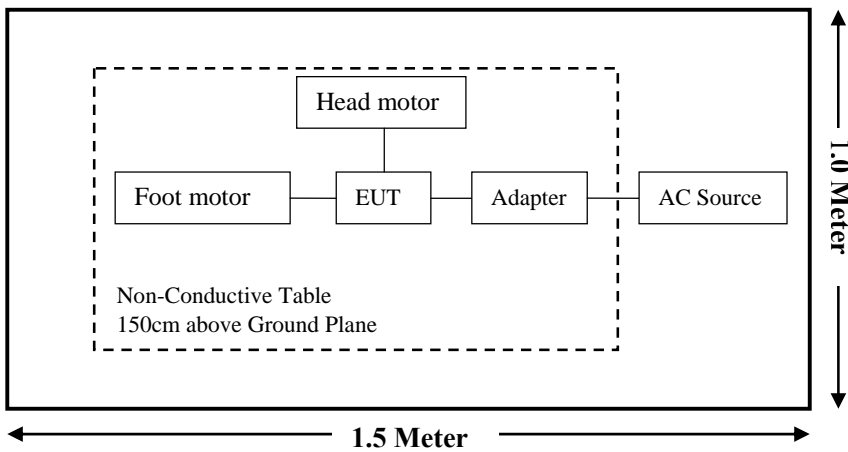 Head motor
Foot motor
EUT
Adapter
AC Source
1.0 Meter
Non-Conductive Table
150cm above Ground Plane
1.5 Meter